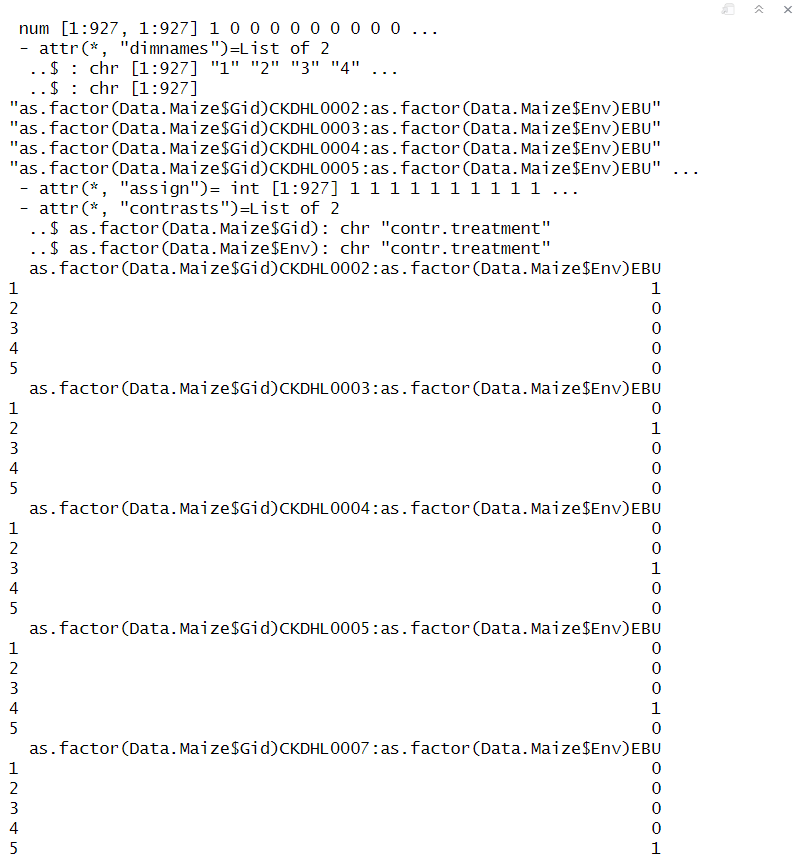 num [1:927, 1:927] 1 0 0 0 0 0 0 0 0 0 ...
- attr(*, "dimnames")=List of 2
..$ : chr [1:927] "1" "2" "3" "4" ...
..$ : chr [1:927]
"as.factor(Data.Maize$Gid)CKDHL0002:as.factor(Data.Maize$Env)EBU"
"as.factor(Data.Maize$Gid)CKDHL0003:as.factor(Data.Maize$Env)EBU"
"as.factor(Data.Maize$Gid)CKDHL0004:as.factor(Data.Maize$Env)EBU"
"as.factor(Data.Maize$Gid)CKDHL0005:as.factor(Data.Maize$Env)EBU" ...
- attr(*, "assign")= int [1:927] 1 1 1 1 1 1 1 1 1 1 ...
- attr(*, "contrasts")=List of 2
..$ as.factor(Data.Maize$Gid): chr "contr.treatment"
..$ as.factor(Data.Maize$Env): chr "contr.treatment"
as.factor(Data.Maize$Gid)CKDHL0002:as.factor(Data.Maize$Env)EBU
1 1
2 0
3 0
4 0
5 0
as.factor(Data.Maize$Gid)CKDHL0003:as.factor(Data.Maize$Env)EBU
1 0
2 1
3 0
4 0
5 0
as.factor(Data.Maize$Gid)CKDHL0004:as.factor(Data.Maize$Env)EBU
1 0
2 0
3 1
4 0
5 0
as.factor(Data.Maize$Gid)CKDHL0005:as.factor(Data.Maize$Env)EBU
1 0
2 0
3 0
4 1
5 0
as.factor(Data.Maize$Gid)CKDHL0007:as.factor(Data.Maize$Env)EBU
1 0
2 0
3 0
4 0
5 1